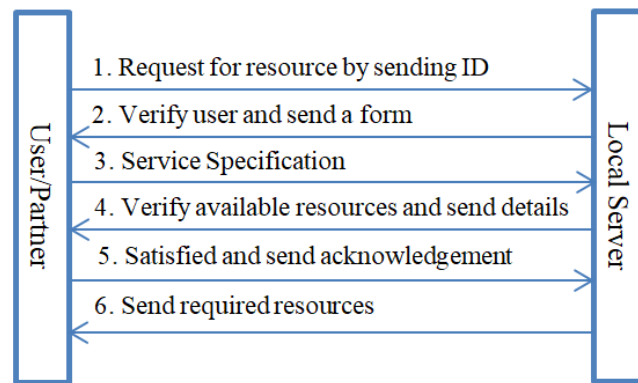 User/Partner
1. Request for resource by sending ID
2. Verify user and send a form
3. Service Specification
4. Verify available resources and send details
5. Satisfied and send acknowledgement
6. Send required resources
Local Server